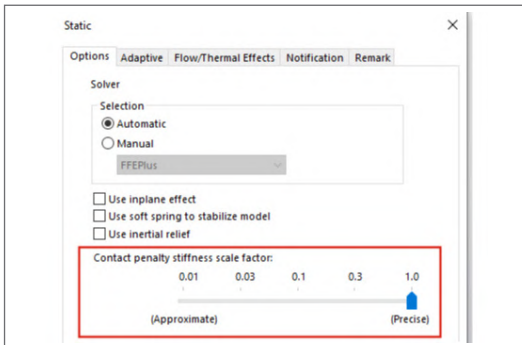 Static
Options Adaptive Flow/Thermal Effects Notification Remark
Solver
Selection
Automatic
Manual
FFEPlus
Use inplane effect
Use soft spring to stabilize model
Use inertial relief
Contact penalty stiffness scale factor:
0.01 0.03 0.1 0.3 1.0
(Approximate) (Precise)